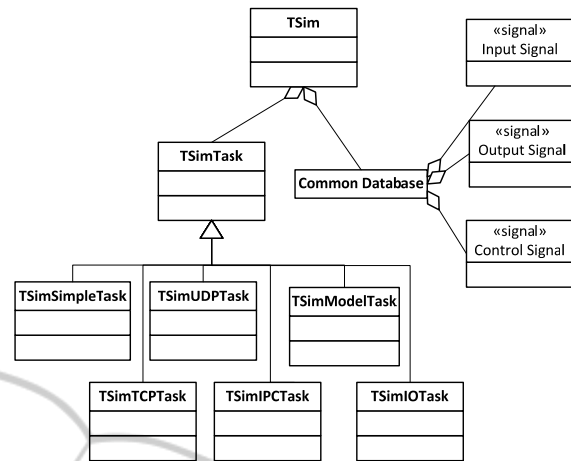 TSim
«signal»
Input Signal
«signal»
Output Signal
TSimTask
Common Database
«signal»
Control Signal
TSimSimpleTask
TSimUDPTask
TSimModelTask
TSimTCPTask
TSimIPCTask
TSimIOTask